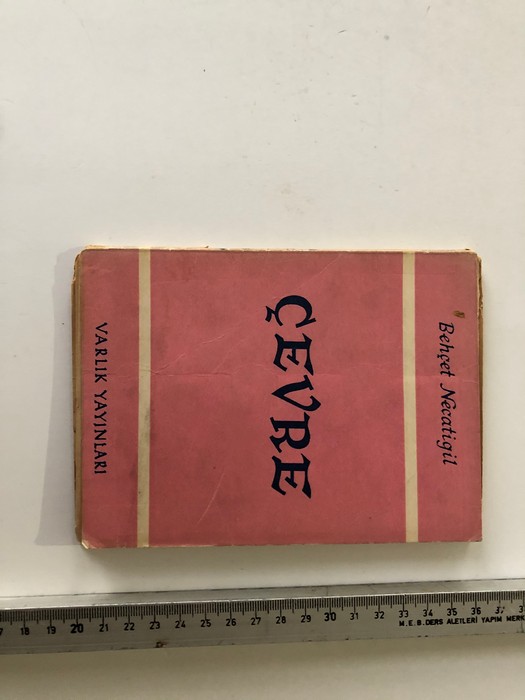 Behçet Necatigil
ÇEVRE
VARLIK YAYINLARI
18 19 20 21 22 23 24 25 26 27 28 29 30 31 32 33 34 35 36 37
M.E.B. DERS ALETLERİ YAPIM MERK